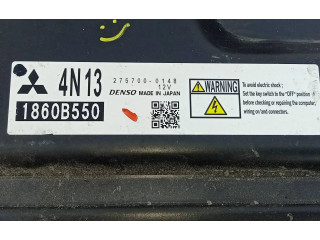 4N13
1860B550
275700-0148
12V
DENSO MADE IN JAPAN
WARNING
To avoid electric shock ;
Set the key switch to the "OFF" position
before checking or repairing the computer,
wiring on and connectors.